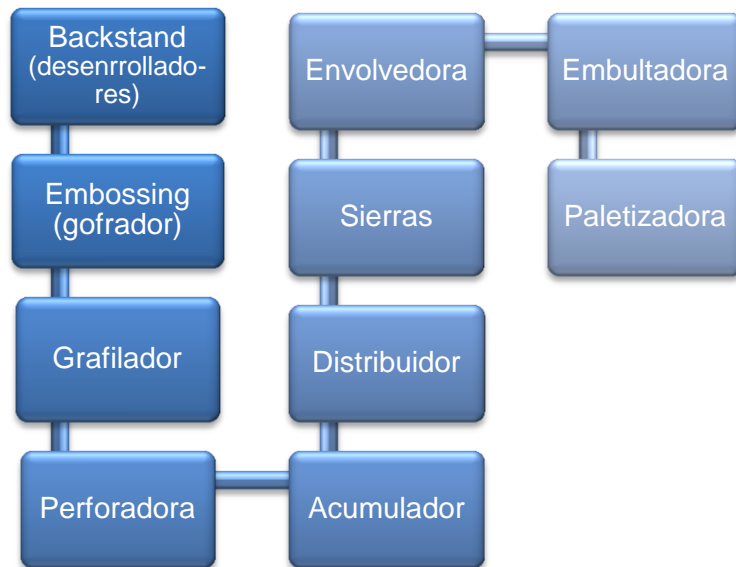 Backstand
(desenrrollado-
res)
Embossing
(gofrador)
Grafilador
Perforadora
Acumulador
Distribuidor
Sierras
Envolvedora
Embultadora
Paletizadora